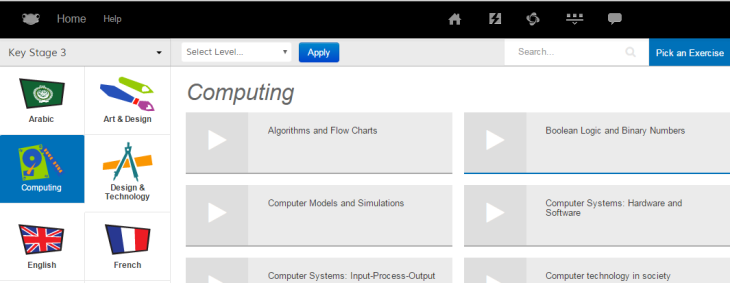 Home Help
Key Stage 3 Select Level... Apply Search... Pick an Exercise
Computing
Arabic Art & Design
Algorithms and Flow Charts Boolean Logic and Binary Numbers
Computing Design &
Technology
Computer Models and Simulations Computer Systems: Hardware and
Software
English French
Computer Systems: Input-Process-Output Computer technology in society